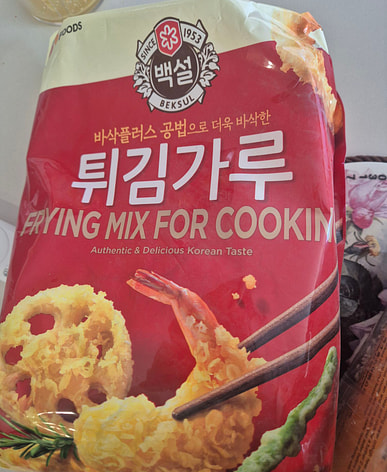 FOODS
SINCE 1953
백설
BEKSUL
바삭플러스 공법으로 더욱 바삭한
튀김가루
FRYING MIX FOR COOKIN
Authentic & Delicious Korean Taste